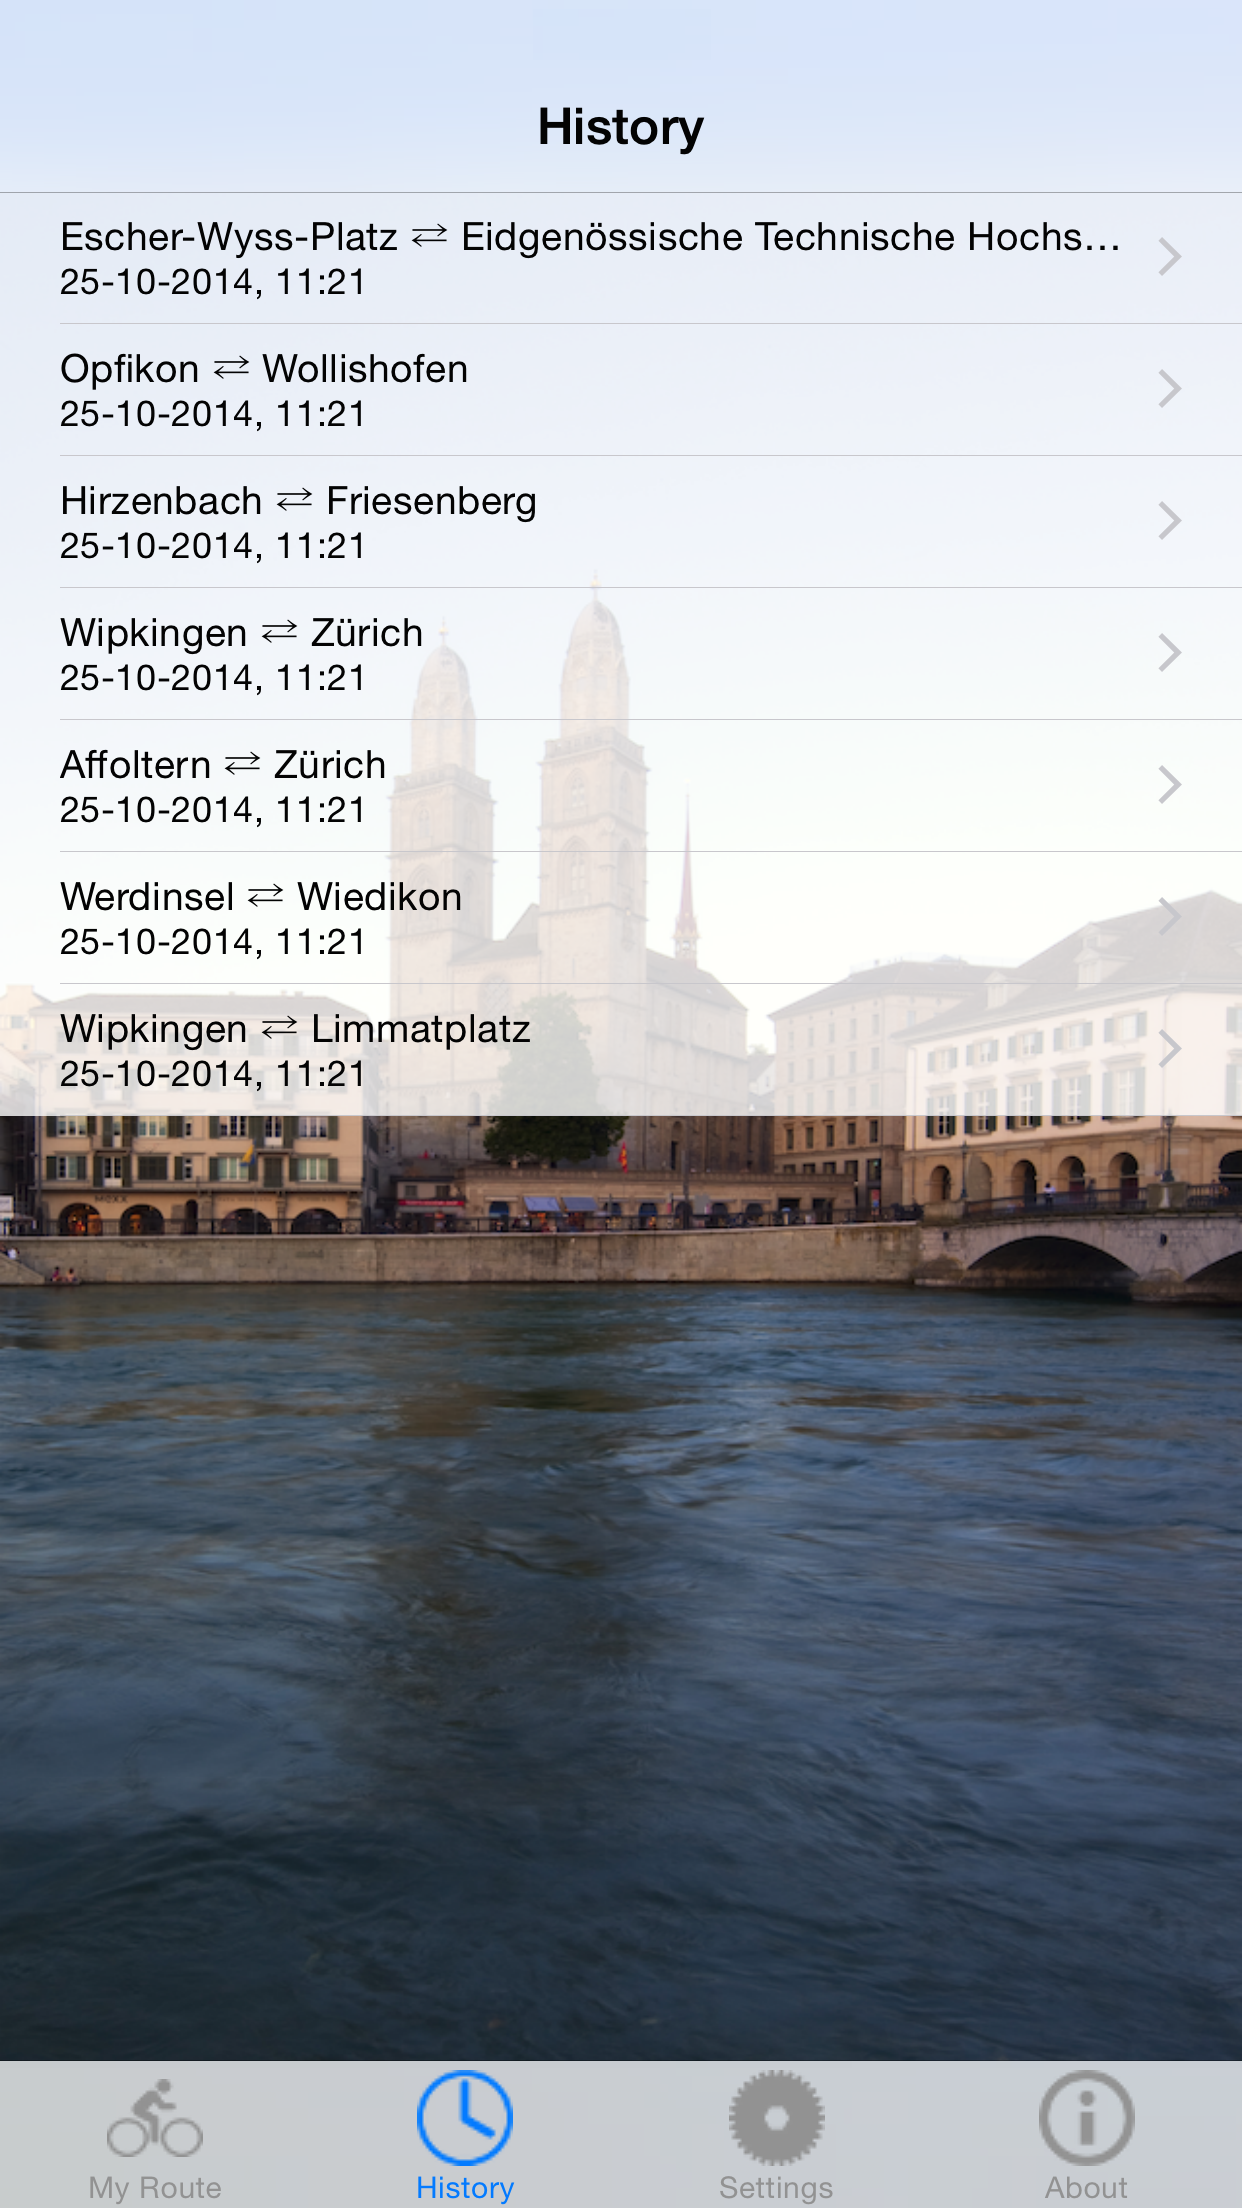 History
Escher-Wyss-Platz ⇄ Eidgenössische Technische Hochs...
25-10-2014, 11:21
Opfikon ⇄ Wollishofen
25-10-2014, 11:21
Hirzenbach ⇄ Friesenberg
25-10-2014, 11:21
Wipkingen ⇄ Zürich
25-10-2014, 11:21
Affoltern ⇄ Zürich
25-10-2014, 11:21
Werdinsel ⇄ Wiedikon
25-10-2014, 11:21
Wipkingen ⇄ Limmatplatz
25-10-2014, 11:21
MEXX
My Route
History
Settings
About